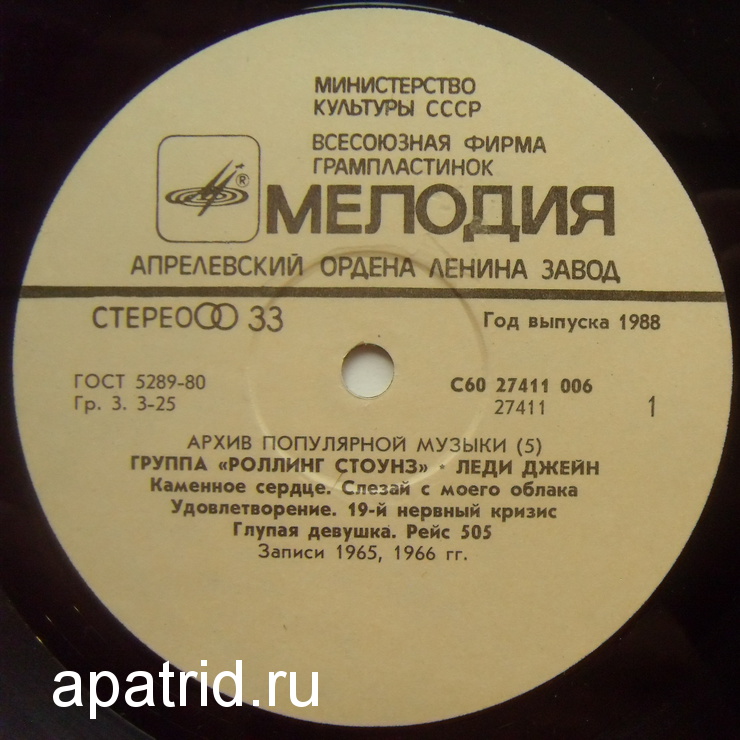 МИНИСТЕРСТВО
КУЛЬТУРЫ СССР
ВСЕСОЮЗНАЯ ФИРМА
ГРАМПЛАСТИНОК
®
МЕЛОДИЯ
АПРЕЛЕВСКИЙ ОРДЕНА ЛЕНИНА ЗАВОД
СТЕРЕО 33
Год выпуска 1988
ГОСТ 5289-80
Гр. 3. 3-25
С60 27411 006
27411
1
АРХИВ ПОПУЛЯРНОЙ МУЗЫКИ (5)
ГРУППА «РОЛЛИНГ СТОУНЗ» · ЛЕДИ ДЖЕЙН
Каменное сердце. Слезай с моего облака
Удовлетворение. 19-й нервный кризис
Глупая девушка. Рейс 505
Записи 1965, 1966 гг.
apatrid.ru